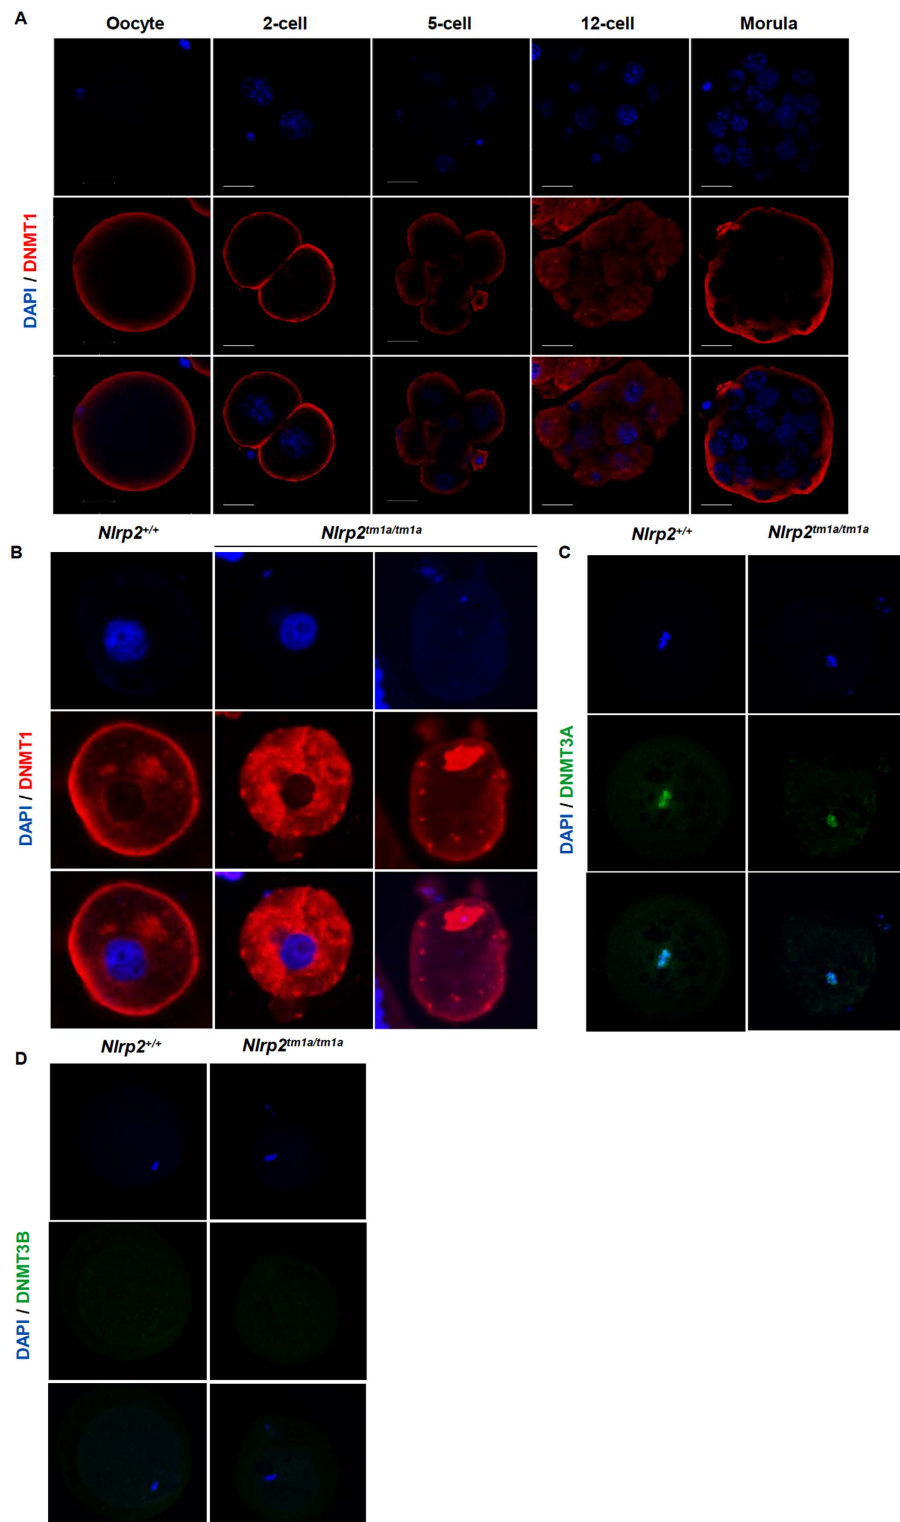 A
Oocyte 2-cell 5-cell 12-cell Morula
DAPI / DNMT1
B
Nlrp2+/+ Nlrp2tm1a/tm1a
DAPI / DNMT1
C
Nlrp2+/+ Nlrp2tm1a/tm1a
DAPI / DNMT3A
D
Nlrp2+/+ Nlrp2tm1a/tm1a
DAPI / DNMT3B